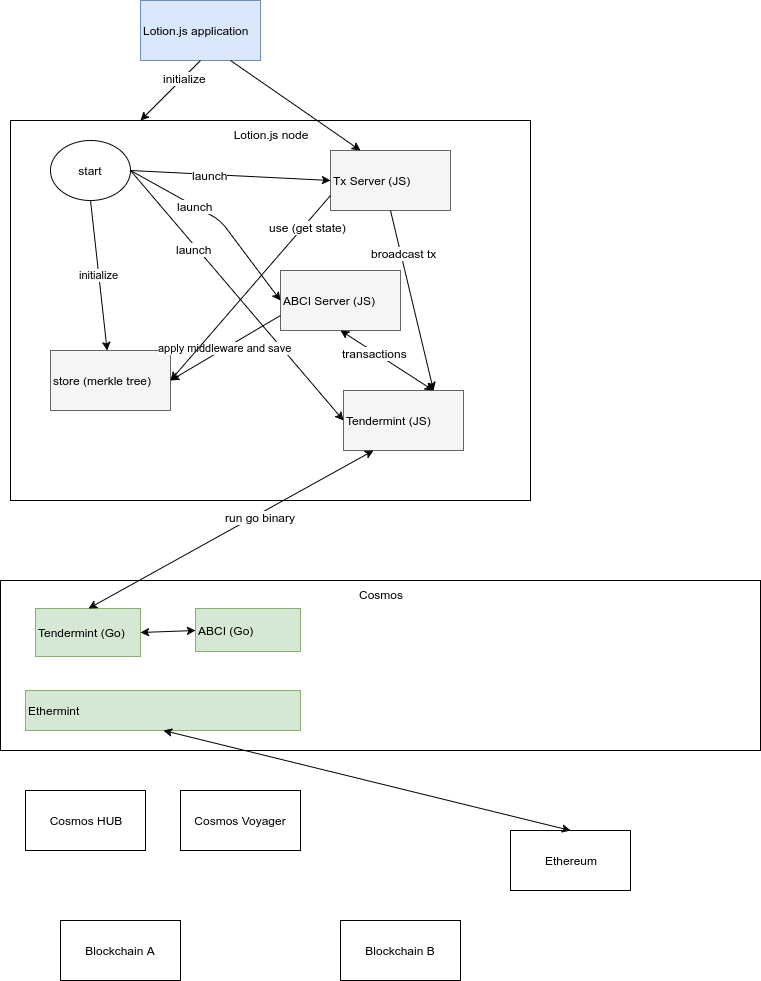 Lotion.js application
initialize
Lotion.js node
start
launch
Tx Server (JS)
launch
use (get state)
launch
broadcast tx
initialize
ABCI Server (JS)
apply middleware and save
transactions
store (merkle tree)
Tendermint (JS)
run go binary
Cosmos
Tendermint (Go)
ABCI (Go)
Ethermint
Cosmos HUB
Cosmos Voyager
Ethereum
Blockchain A
Blockchain B